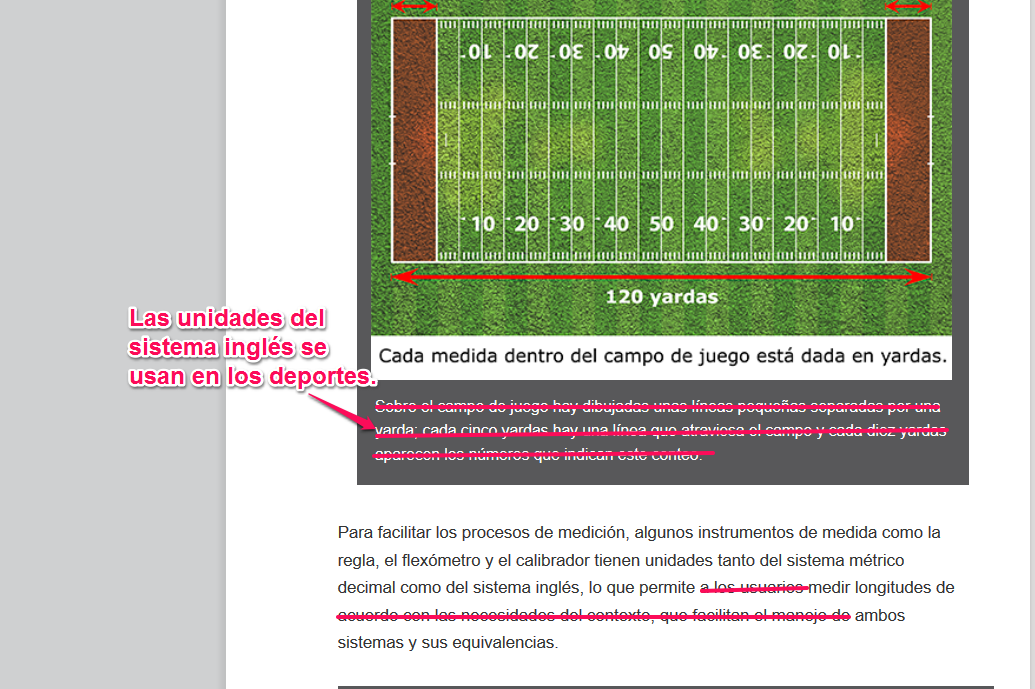 10 20 30 40 50 40 30 20 10
10 20 30 40 50 40 30 20 10
120 yardas
Cada medida dentro del campo de juego está dada en yardas.
Las unidades del
sistema inglés se
usan en los deportes.
Sobre el campo de juego hay dibujadas unas líneas pequeñas separadas por una
yarda; cada cinco yardas hay una línea que atraviesa el campo y cada diez yardas
aparecen los números que indican este conteo.
Para facilitar los procesos de medición, algunos instrumentos de medida como la
regla, el flexómetro y el calibrador tienen unidades tanto del sistema métrico
decimal como del sistema inglés, lo que permite a los usuarios medir longitudes de
acuerdo con las necesidades del contexto, que facilitan el manejo de ambos
sistemas y sus equivalencias.